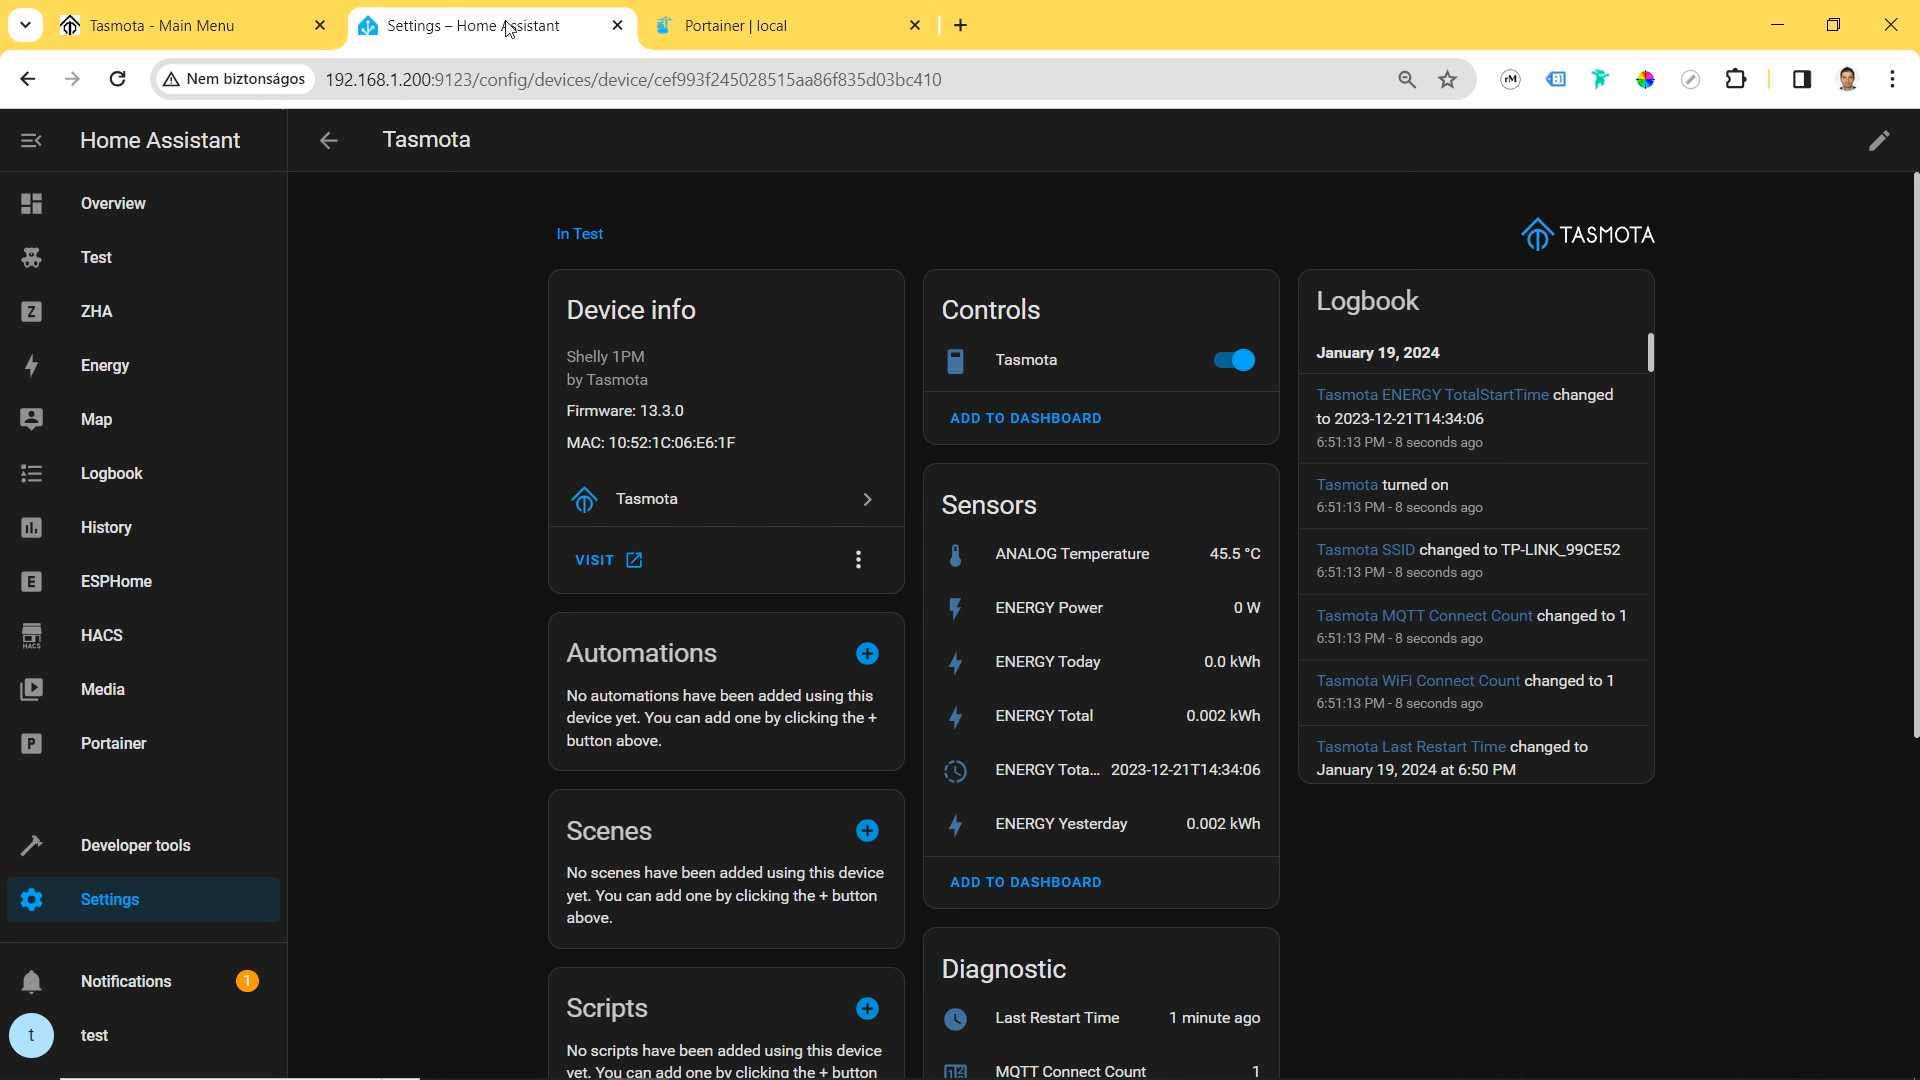 Tasmota - Main Menu
Settings – Home Assistant
Portainer | local
Nem biztonságos
192.168.1.200:9123/config/devices/device/cef993f245028515aa86f835d03bc410
rM
Home Assistant
Tasmota
Overview
Test
Z
ZHA
Energy
Map
Logbook
History
E
ESPHome
HACS
HACS
Media
P
Portainer
Developer tools
Settings
Notifications
1
t
test
In Test
TASMOTA
Device info
Shelly 1PM
by Tasmota
Firmware: 13.3.0
MAC: 10:52:1C:06:E6:1F
Tasmota
VISIT
Automations
No automations have been added using this
device yet. You can add one by clicking the +
button above.
Scenes
No scenes have been added using this device
yet. You can add one by clicking the + button
above.
Scripts
No scripts have been added using this device
yet. You can add one by clicking the + button
Controls
Tasmota
ADD TO DASHBOARD
Sensors
ANALOG Temperature 45.5 °C
ENERGY Power 0 W
ENERGY Today 0.0 kWh
ENERGY Total 0.002 kWh
ENERGY Tota... 2023-12-21T14:34:06
ENERGY Yesterday 0.002 kWh
ADD TO DASHBOARD
Diagnostic
Last Restart Time 1 minute ago
MQTT Connect Count 1
Logbook
January 19, 2024
Tasmota ENERGY TotalStartTime changed
to 2023-12-21T14:34:06
6:51:13 PM - 8 seconds ago
Tasmota turned on
6:51:13 PM - 8 seconds ago
Tasmota SSID changed to TP-LINK_99CE52
6:51:13 PM - 8 seconds ago
Tasmota MQTT Connect Count changed to 1
6:51:13 PM - 8 seconds ago
Tasmota WiFi Connect Count changed to 1
6:51:13 PM - 8 seconds ago
Tasmota Last Restart Time changed to
January 19, 2024 at 6:50 PM